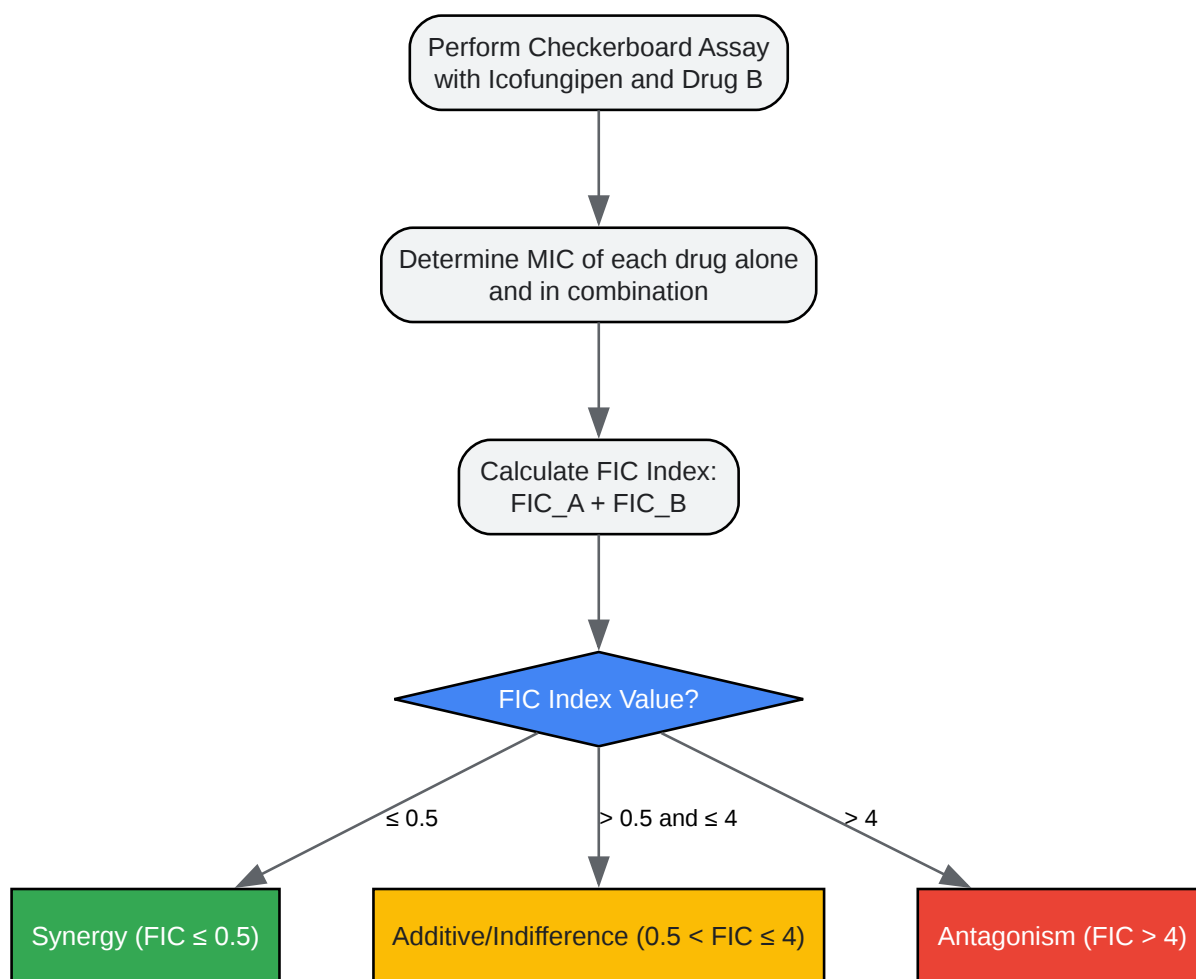 Perform Checkerboard Assay
with Icofungipen and Drug B
Determine MIC of each drug alone
and in combination
Calculate FIC Index:
FIC_A + FIC_B
FIC Index Value?
≤ 0.5
> 0.5 and ≤ 4
> 4
Synergy (FIC ≤ 0.5)
Additive/Indifference (0.5 < FIC ≤ 4)
Antagonism (FIC > 4)